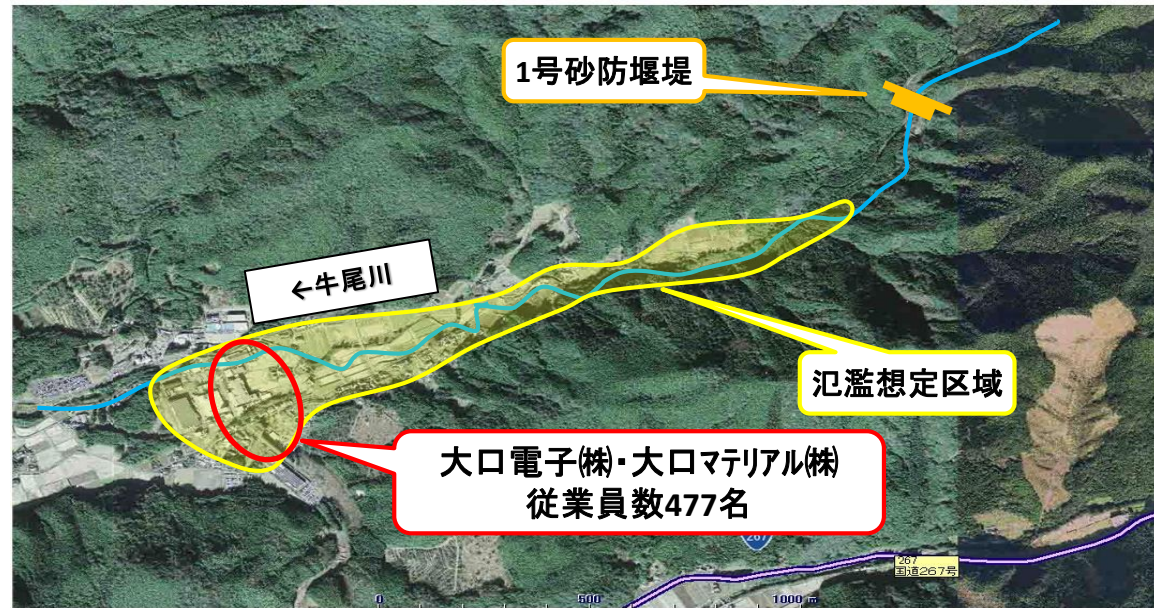 1号砂防堰堤
←牛尾川
氾濫想定区域
大口電子㈱・大口マテリアル㈱
従業員数477名
267
267
国道267号
0
500
1000 m